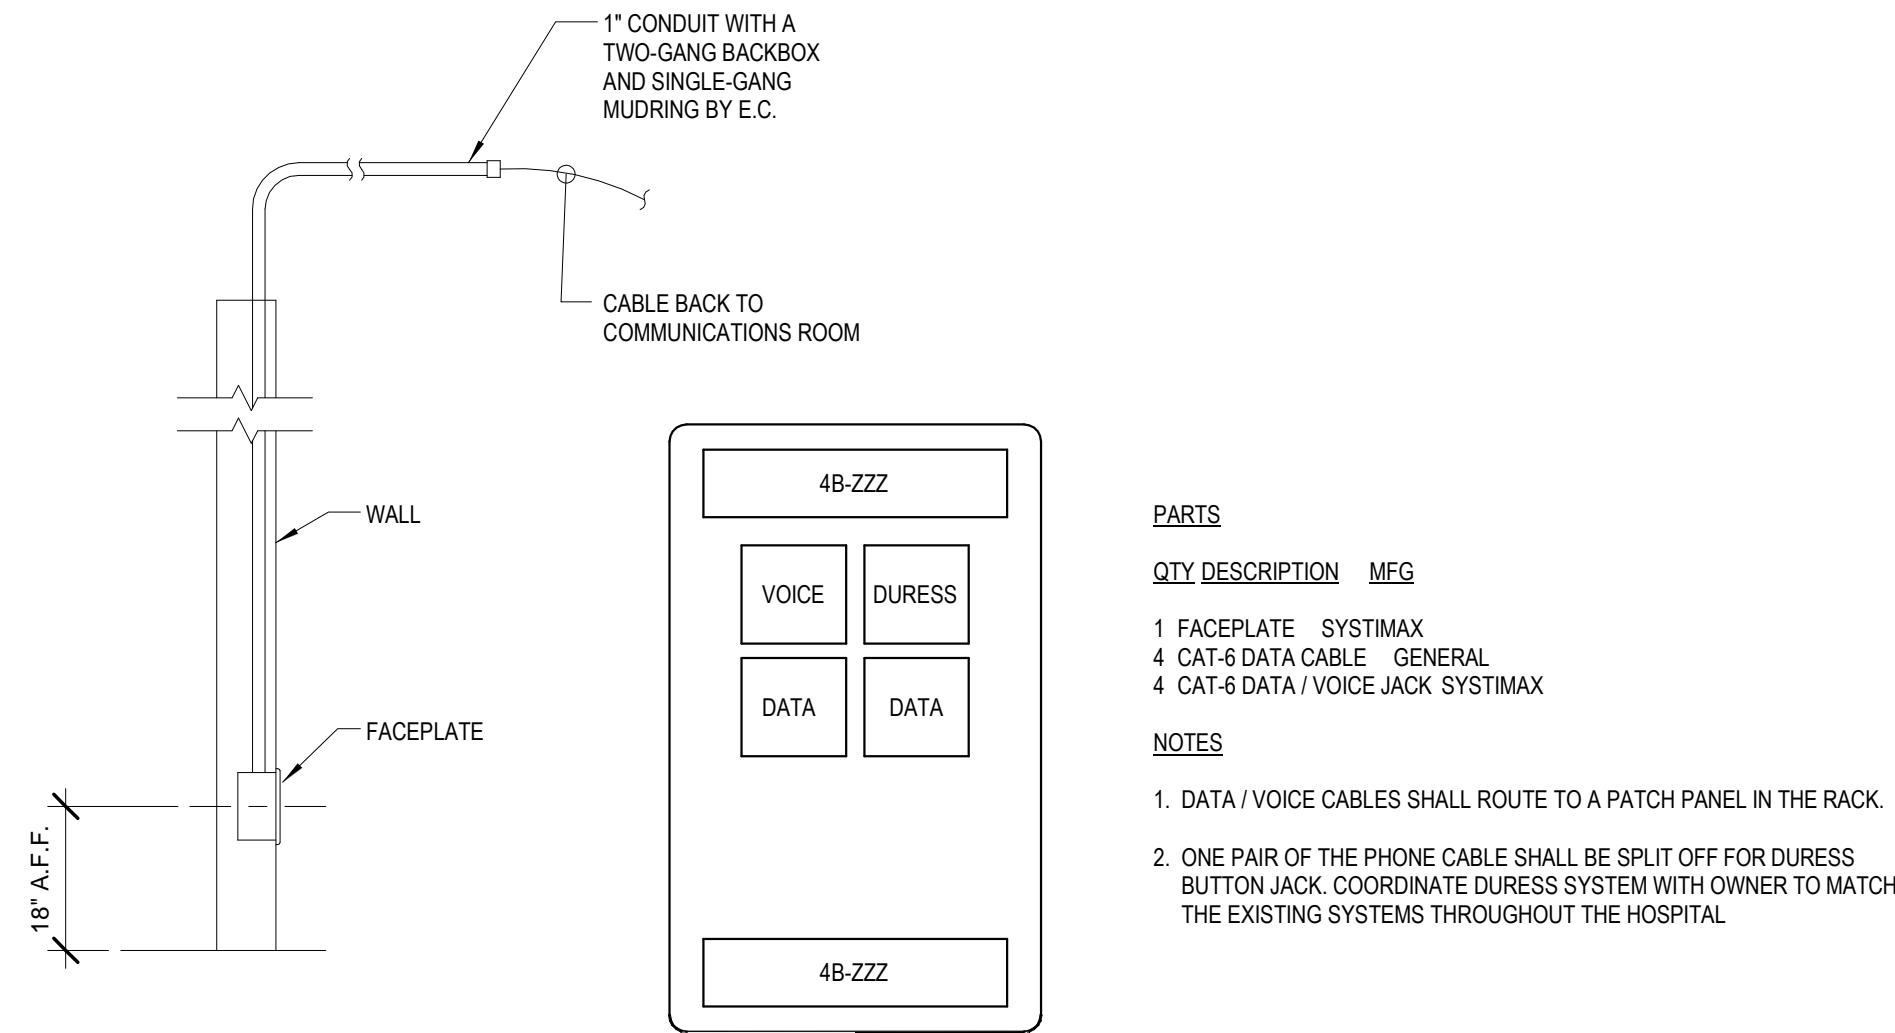 1" CONDUIT WITH A
TWO-GANG BACKBOX
AND SINGLE-GANG
MUDRING BY E.C.
CABLE BACK TO
COMMUNICATIONS ROOM
WALL
FACEPLATE
18" A.F.F.
4B-ZZZ
VOICE DURESS
DATA DATA
4B-ZZZ
PARTS
QTY DESCRIPTION MFG
1 FACEPLATE SYSTIMAX
4 CAT-6 DATA CABLE GENERAL
4 CAT-6 DATA / VOICE JACK SYSTIMAX
NOTES
1. DATA / VOICE CABLES SHALL ROUTE TO A PATCH PANEL IN THE RACK.
2. ONE PAIR OF THE PHONE CABLE SHALL BE SPLIT OFF FOR DURESS
BUTTON JACK. COORDINATE DURESS SYSTEM WITH OWNER TO MATCH
THE EXISTING SYSTEMS THROUGHOUT THE HOSPITAL